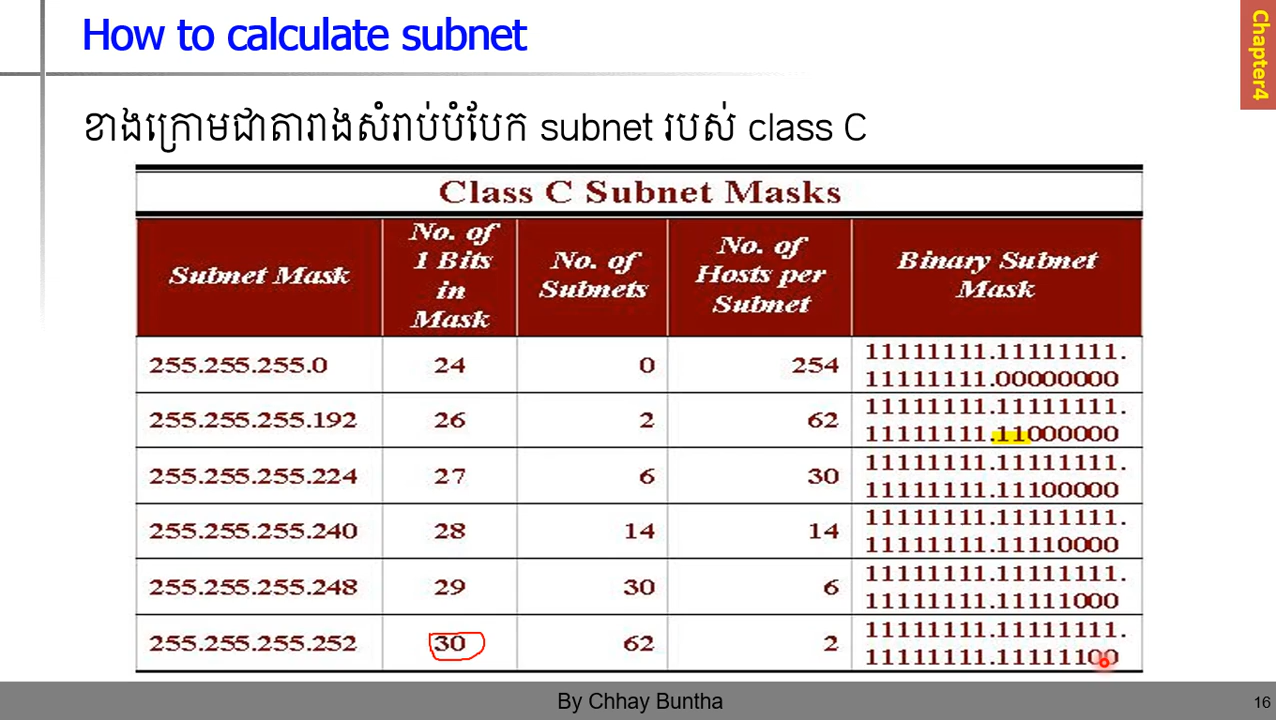 How to calculate subnet
Chapter4
ខាងក្រោមជាតារាងសំរាប់បំបែក subnet របស់ class C
Class C Subnet Masks
Subnet Mask No. of 1 Bits in Mask No. of Subnets No. of Hosts per Subnet Binary Subnet Mask
255.255.255.0 24 0 254 11111111.11111111.
11111111.00000000
255.255.255.192 26 2 62 11111111.11111111.
11111111.11000000
255.255.255.224 27 6 30 11111111.11111111.
11111111.11100000
255.255.255.240 28 14 14 11111111.11111111.
11111111.11110000
255.255.255.248 29 30 6 11111111.11111111.
11111111.11111000
255.255.255.252 30 62 2 11111111.11111111.
11111111.11111100
By Chhay Buntha
16